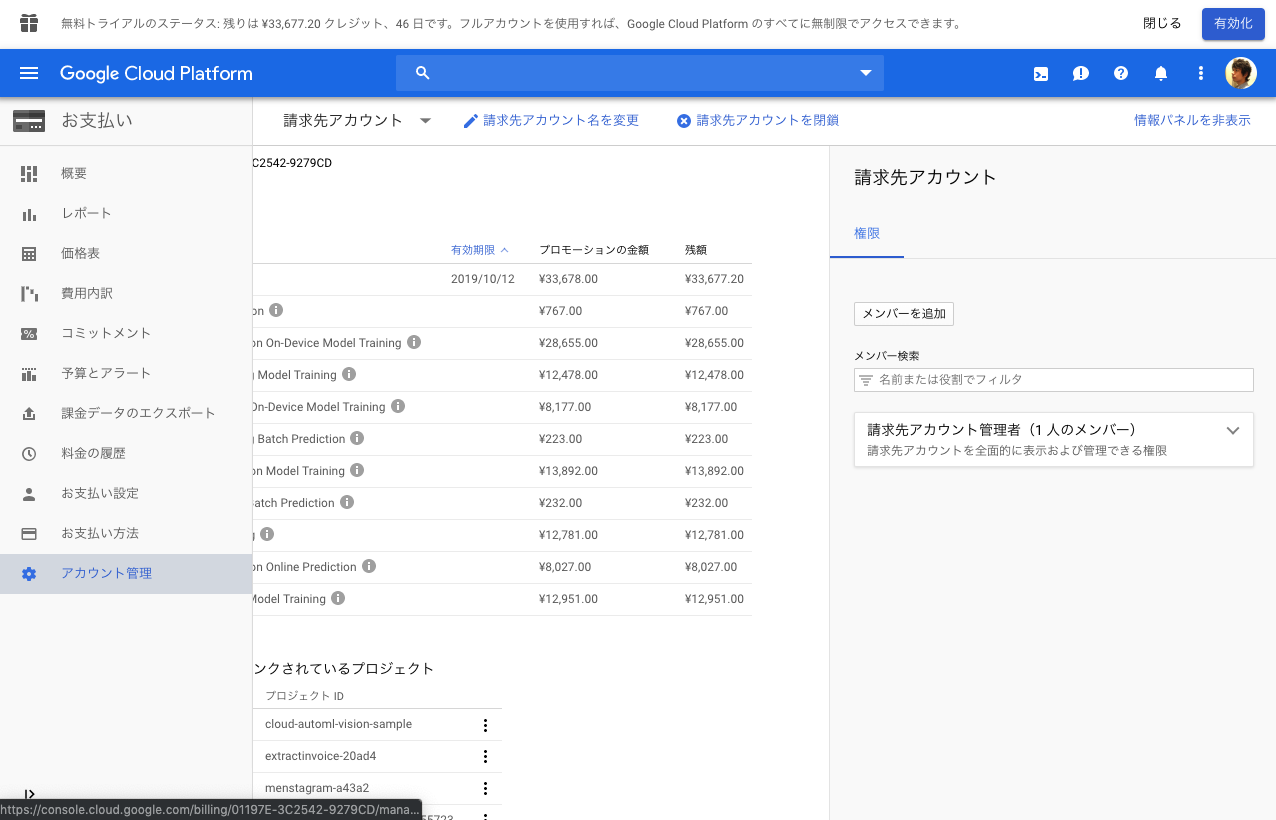 無料トライアルのステータス: 残りは ¥33,677.20 クレジット、46 日です。フルアカウントを使用すれば、Google Cloud Platform のすべてに無制限でアクセスできます。 閉じる 有効化
Google Cloud Platform
お支払い
請求先アカウント 請求先アカウント名を変更 請求先アカウントを閉鎖 情報パネルを非表示
概要
レポート
価格表
費用内訳
コミットメント
予算とアラート
課金データのエクスポート
料金の履歴
お支払い設定
お支払い方法
アカウント管理
C2542-9279CD
有効期限 プロモーションの金額 残額
2019/10/12 ¥33,678.00 ¥33,677.20
on ¥767.00 ¥767.00
on On-Device Model Training ¥28,655.00 ¥28,655.00
Model Training ¥12,478.00 ¥12,478.00
On-Device Model Training ¥8,177.00 ¥8,177.00
Batch Prediction ¥223.00 ¥223.00
on Model Training ¥13,892.00 ¥13,892.00
Batch Prediction ¥232.00 ¥232.00
¥12,781.00 ¥12,781.00
on Online Prediction ¥8,027.00 ¥8,027.00
Model Training ¥12,951.00 ¥12,951.00
ンクされているプロジェクト
プロジェクト ID
cloud-automl-vision-sample
extractinvoice-20ad4
menstagram-a43a2
請求先アカウント
権限
メンバーを追加
メンバー検索
名前または役割でフィルタ
請求先アカウント管理者（1 人のメンバー）
請求先アカウントを全面的に表示および管理できる権限
https://console.cloud.google.com/billing/01197E-3C2542-9279CD/mana...